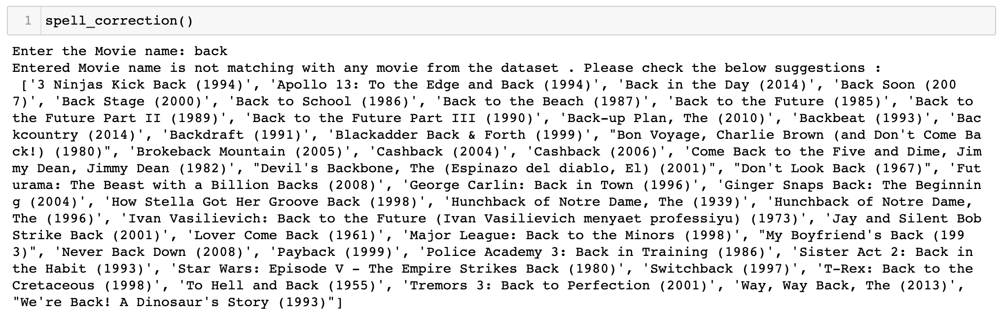 1 spell_correction()
Enter the Movie name: back
Entered Movie name is not matching with any movie from the dataset . Please check the below suggestions :
 ['3 Ninjas Kick Back (1994)', 'Apollo 13: To the Edge and Back (1994)', 'Back in the Day (2014)', 'Back Soon (200
7)', 'Back Stage (2000)', 'Back to School (1986)', 'Back to the Beach (1987)', 'Back to the Future (1985)', 'Back to
the Future Part II (1989)', 'Back to the Future Part III (1990)', 'Back-up Plan, The (2010)', 'Backbeat (1993)', 'Bac
kcountry (2014)', 'Backdraft (1991)', 'Blackadder Back & Forth (1999)', "Bon Voyage, Charlie Brown (and Don't Come Ba
ck!) (1980)", 'Brokeback Mountain (2005)', 'Cashback (2004)', 'Cashback (2006)', 'Come Back to the Five and Dime, Jim
my Dean, Jimmy Dean (1982)', "Devil's Backbone, The (Espinazo del diablo, El) (2001)", "Don't Look Back (1967)", 'Fut
urama: The Beast with a Billion Backs (2008)', 'George Carlin: Back in Town (1996)', 'Ginger Snaps Back: The Beginnin
g (2004)', 'How Stella Got Her Groove Back (1998)', 'Hunchback of Notre Dame, The (1939)', 'Hunchback of Notre Dame,
The (1996)', 'Ivan Vasilievich: Back to the Future (Ivan Vasilievich menyaet professiyu) (1973)', 'Jay and Silent Bob
Strike Back (2001)', 'Lover Come Back (1961)', 'Major League: Back to the Minors (1998)', "My Boyfriend's Back (199
3)", 'Never Back Down (2008)', 'Payback (1999)', 'Police Academy 3: Back in Training (1986)', 'Sister Act 2: Back in
the Habit (1993)', 'Star Wars: Episode V - The Empire Strikes Back (1980)', 'Switchback (1997)', 'T-Rex: Back to the
Cretaceous (1998)', 'To Hell and Back (1955)', 'Tremors 3: Back to Perfection (2001)', 'Way, Way Back, The (2013)',
"We're Back! A Dinosaur's Story (1993)"]